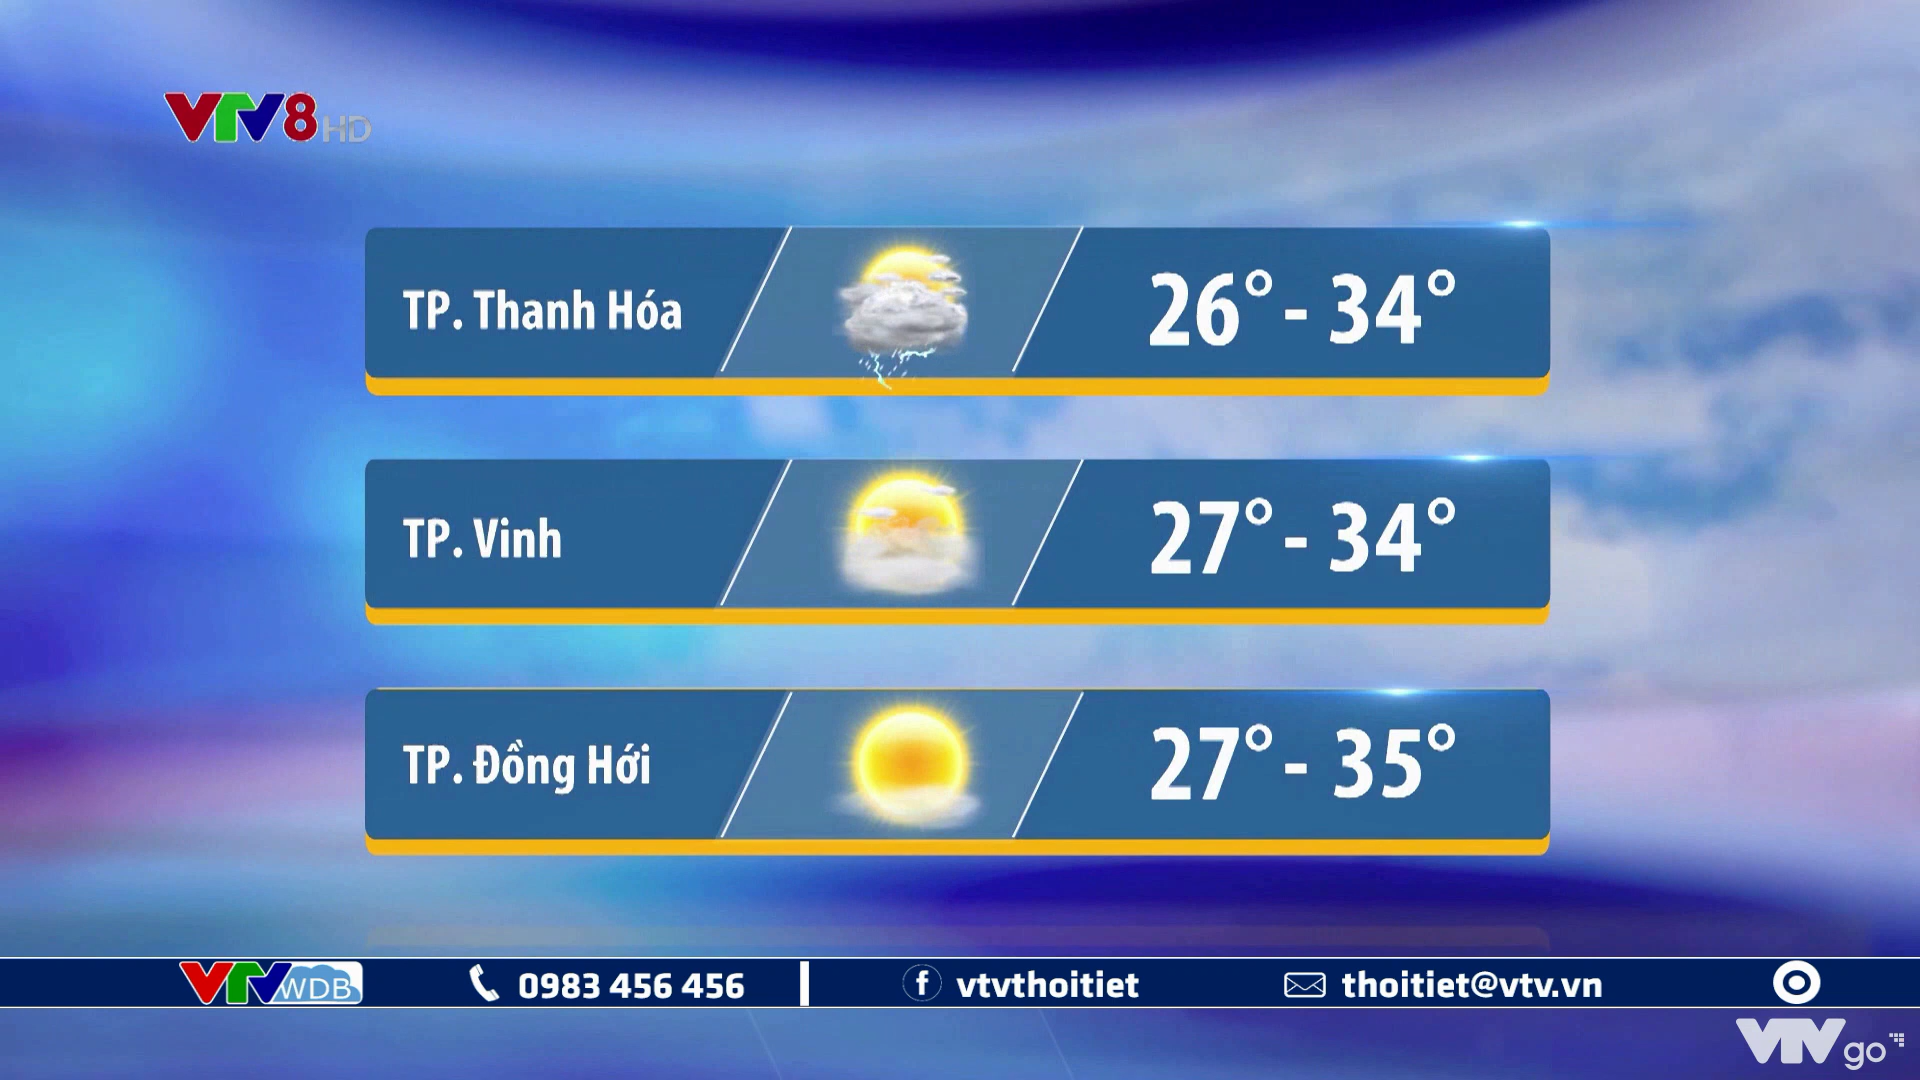 VTV8 HD
TP. Thanh Hóa 26° - 34°
TP. Vinh 27° - 34°
TP. Đồng Hới 27° - 35°
VTV WDB 0983 456 456 vtvthoitiet thoitiet@vtv.vn
VTV go